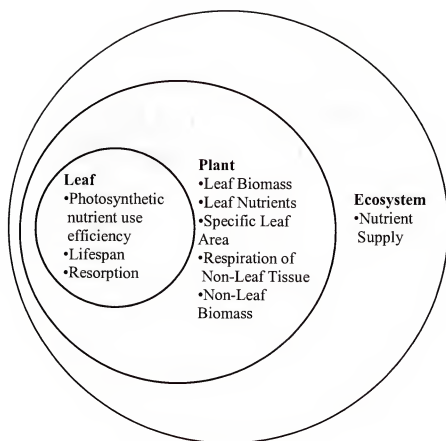 Leaf
•Photosynthetic
nutrient use
efficiency
•Lifespan
•Resorption
Plant
•Leaf Biomass
•Leaf Nutrients
•Specific Leaf
Area
•Respiration of
Non-Leaf Tissue
•Non-Leaf
Biomass
Ecosystem
•Nutrient
Supply